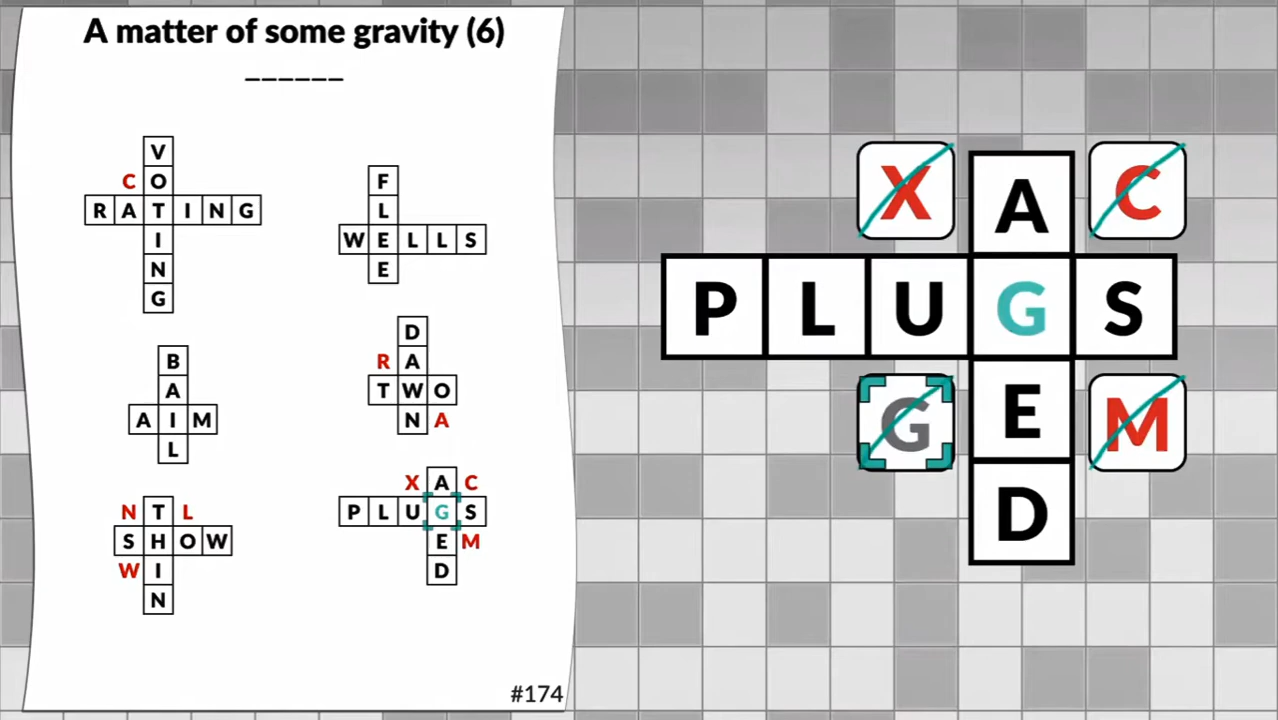 A matter of some gravity (6)
______
V
C O
R A T I N G
I
N
G
F
L
W E L L S
E
B
A
A I M
L
D
R A
T W O
N A
N T L
S H O W
W I
N
X A C
P L U G S
E M
D
#174
X A C
P L U G S
G E M
D